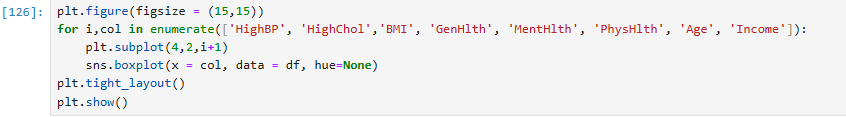 [126]: plt.figure(figsize = (15,15))
for i,col in enumerate(['HighBP', 'HighChol','BMI', 'GenHlth', 'MentHlth', 'PhysHlth', 'Age', 'Income']):
    plt.subplot(4,2,i+1)
    sns.boxplot(x = col, data = df, hue=None)
plt.tight_layout()
plt.show()